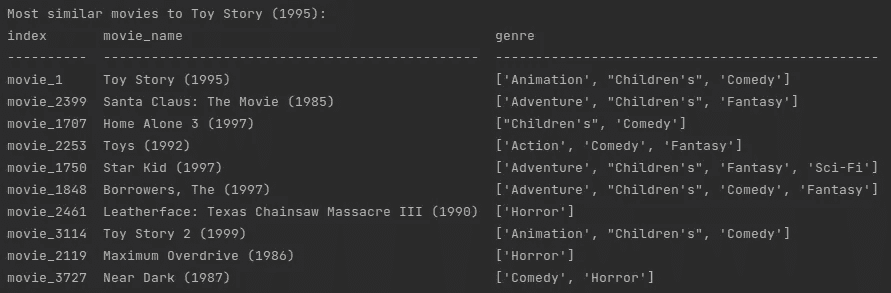 Most similar movies to Toy Story (1995):
index movie_name genre
---------- ----------------------------------------------- ------------------------------------------------
movie_1 Toy Story (1995) ['Animation', "Children's", 'Comedy']
movie_2399 Santa Claus: The Movie (1985) ['Adventure', "Children's", 'Fantasy']
movie_1707 Home Alone 3 (1997) ["Children's", 'Comedy']
movie_2253 Toys (1992) ['Action', 'Comedy', 'Fantasy']
movie_1750 Star Kid (1997) ['Adventure', "Children's", 'Fantasy', 'Sci-Fi']
movie_1848 Borrowers, The (1997) ['Adventure', "Children's", 'Comedy', 'Fantasy']
movie_2461 Leatherface: Texas Chainsaw Massacre III (1990) ['Horror']
movie_3114 Toy Story 2 (1999) ['Animation', "Children's", 'Comedy']
movie_2119 Maximum Overdrive (1986) ['Horror']
movie_3727 Near Dark (1987) ['Comedy', 'Horror']